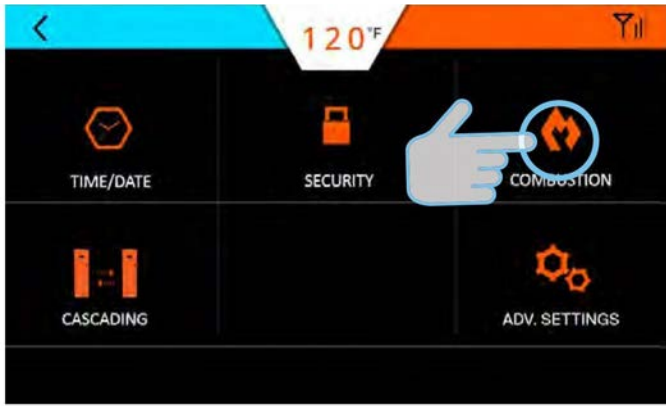 120°F
TIME/DATE
SECURITY
COMBUSTION
CASCADING
ADV. SETTINGS